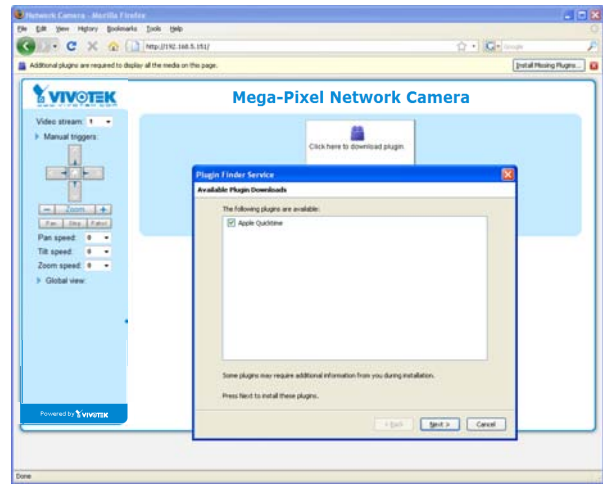 Network Camera - Mozilla Firefox
File Edit View History Bookmarks Tools Help
http://192.168.5.151/
Google
Additional plugins are required to display all the media on this page.
Install Missing Plugins...
VIVOTEK
Mega-Pixel Network Camera
Video stream: 1
Manual triggers:
Click here to download plugin.
Zoom
Pan Stop Patrol
Pan speed: 0
Tilt speed: 0
Zoom speed: 0
Global view:
Plugin Finder Service
Available Plugin Downloads
The following plugins are available:
Apple Quicktime
Some plugins may require additional information from you during installation.
Press Next to install these plugins.
< Back Next > Cancel
Powered by VIVOTEK
Done